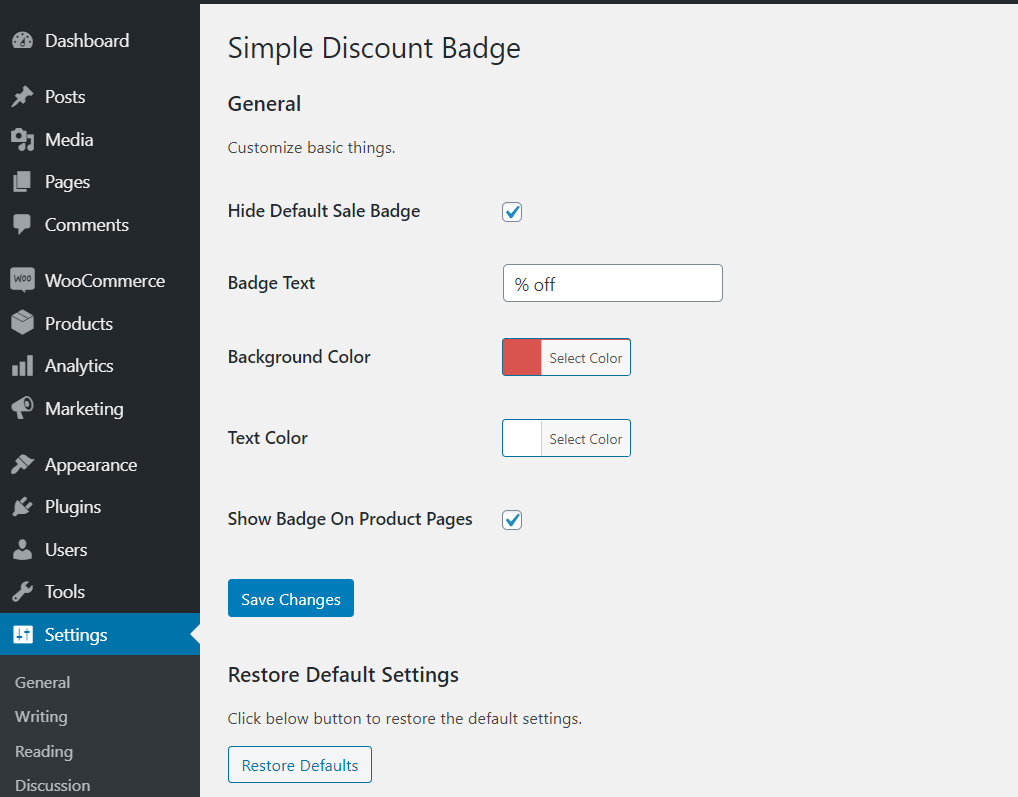 Dashboard
Posts
Media
Pages
Comments
Woo WooCommerce
Products
Analytics
Marketing
Appearance
Plugins
Users
Tools
Settings
General
Writing
Reading
Discussion
Simple Discount Badge
General
Customize basic things.
Hide Default Sale Badge
Badge Text % off
Background Color Select Color
Text Color Select Color
Show Badge On Product Pages
Save Changes
Restore Default Settings
Click below button to restore the default settings.
Restore Defaults